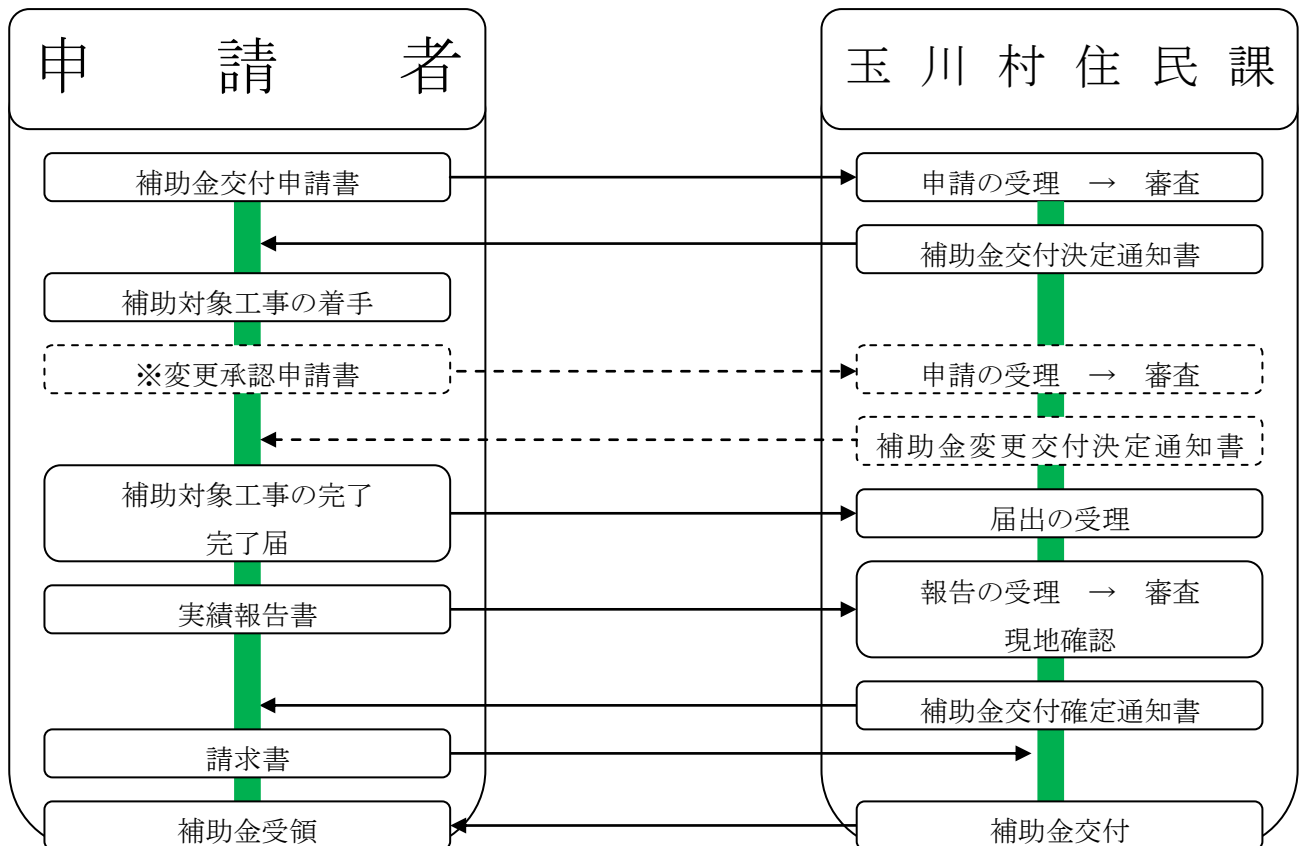 申請者
玉川村住民課
補助金交付申請書
申請の受理 → 審査
補助金交付決定通知書
補助対象工事の着手
※変更承認申請書
申請の受理 → 審査
補助金変更交付決定通知書
補助対象工事の完了
完了届
届出の受理
実績報告書
報告の受理 → 審査
現地確認
補助金交付確定通知書
請求書
補助金受領
補助金交付